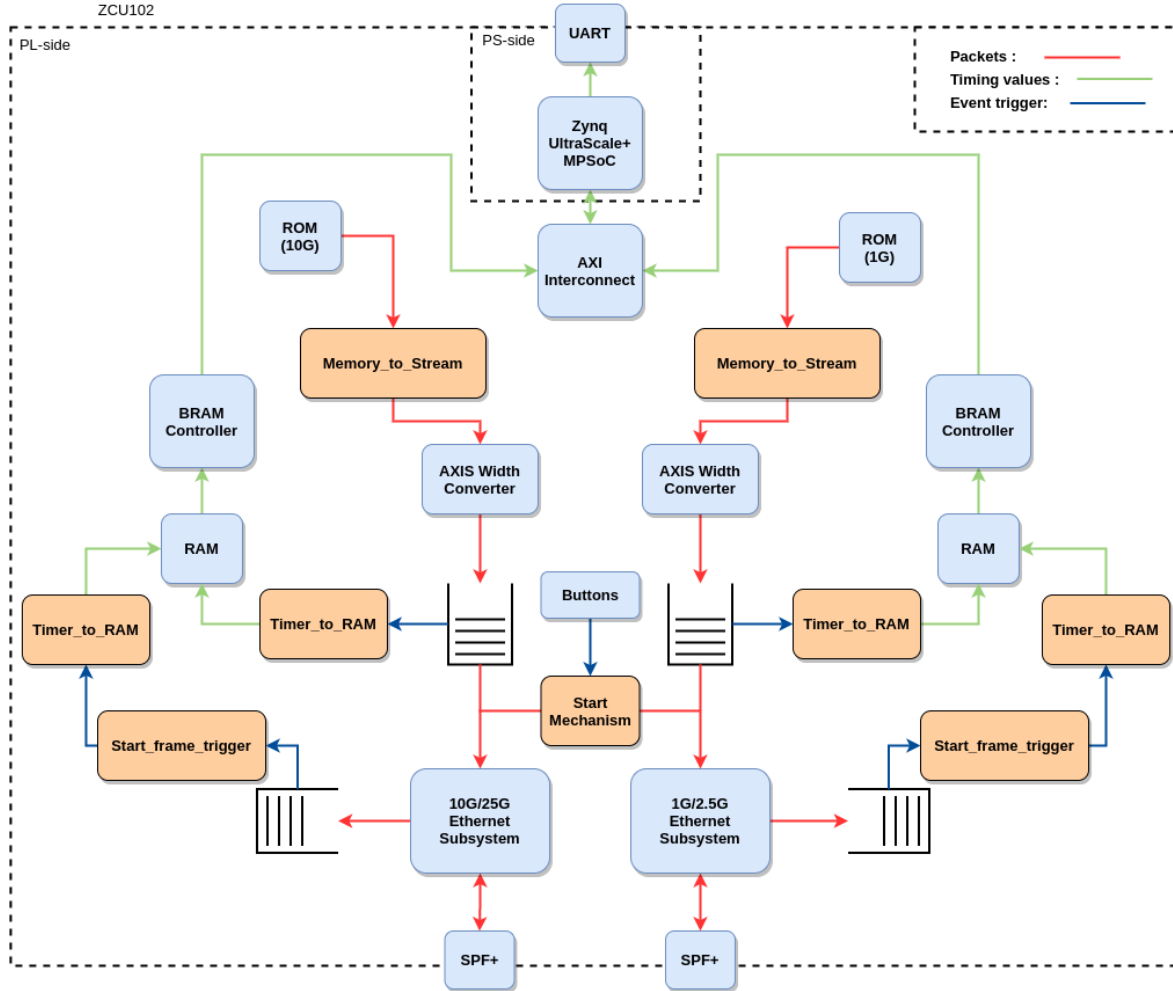 ZCU102
PL-side
PS-side
UART
Packets :
Timing values :
Event trigger:
Zynq
UltraScale+
MPSoC
ROM
(10G)
AXI
Interconnect
ROM
(1G)
Memory_to_Stream
Memory_to_Stream
BRAM
Controller
AXIS Width
Converter
AXIS Width
Converter
BRAM
Controller
RAM
RAM
Timer_to_RAM
Timer_to_RAM
Buttons
Timer_to_RAM
Timer_to_RAM
Start
Mechanism
Start_frame_trigger
Start_frame_trigger
10G/25G
Ethernet
Subsystem
1G/2.5G
Ethernet
Subsystem
SPF+
SPF+